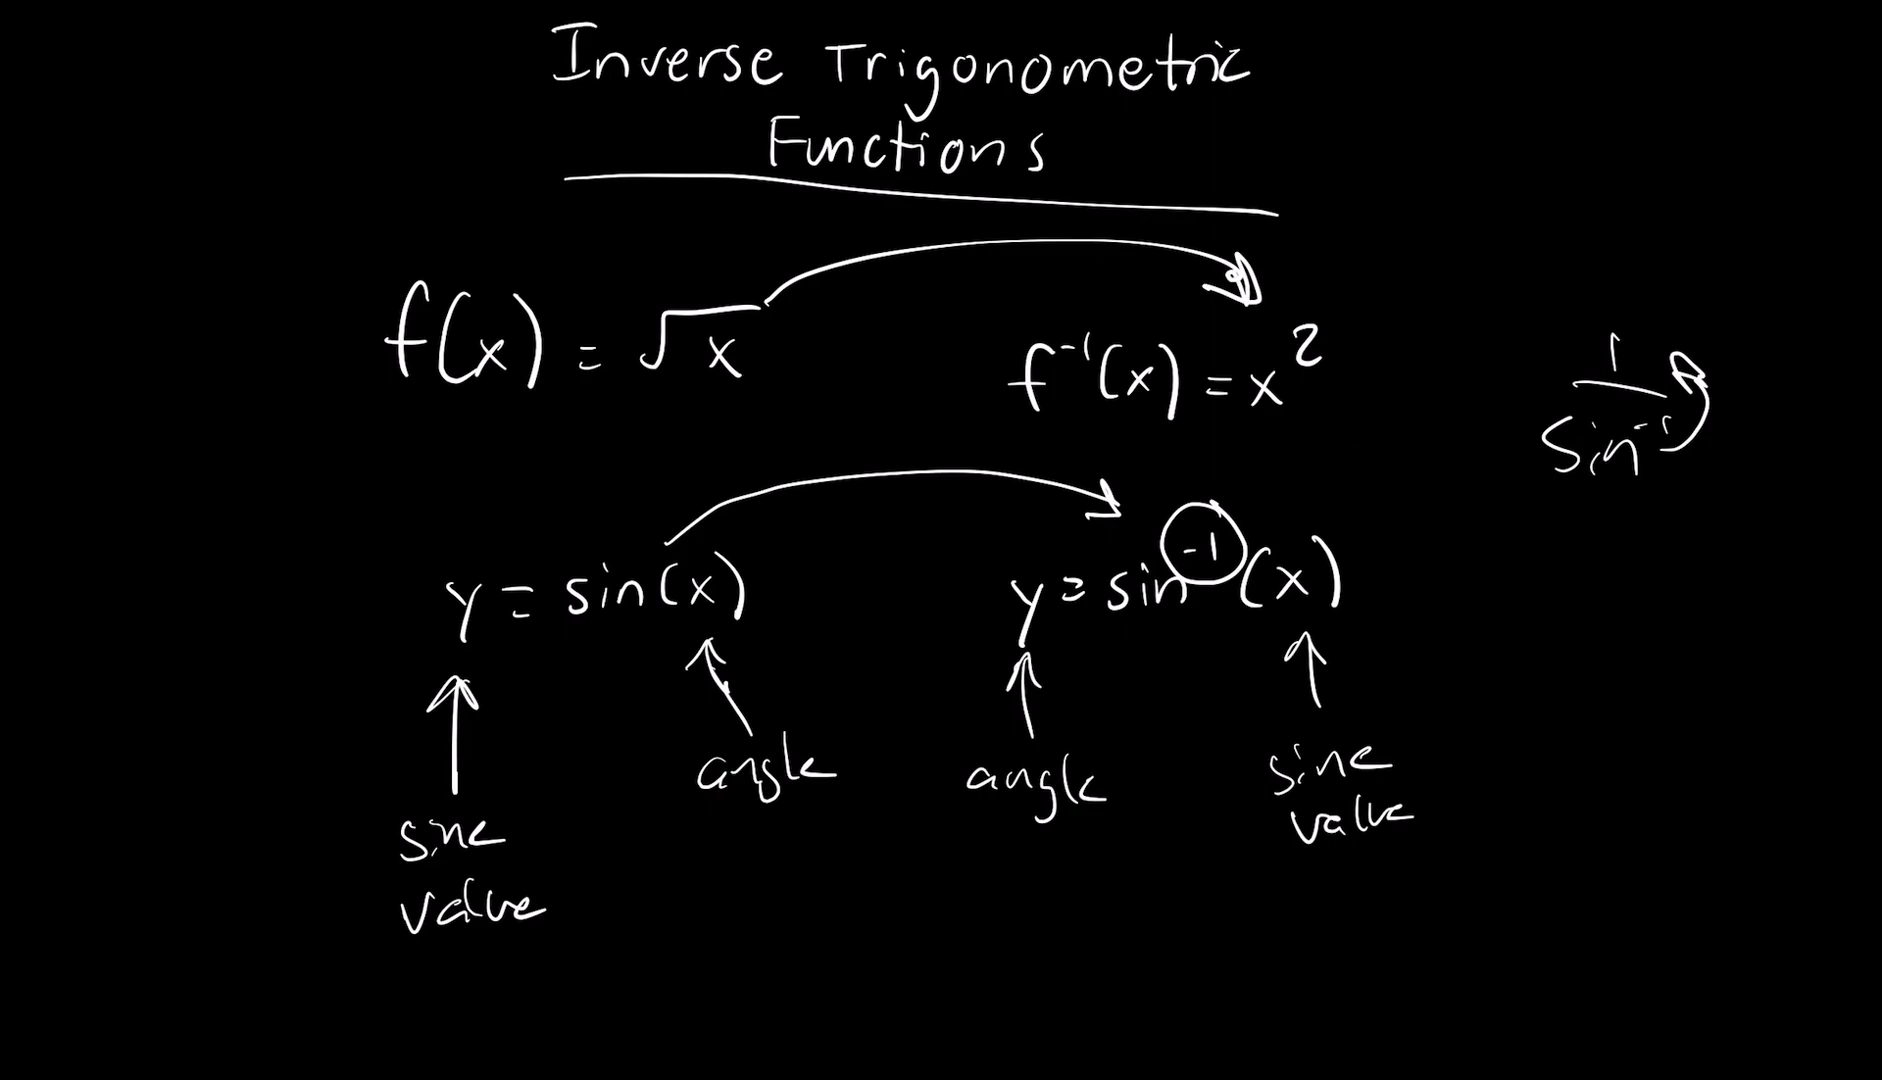 Inverse Trigonometric
Functions
f(x) = √x
f⁻¹(x) = x²
1
sin⁻¹
y = sin(x)
y = sin⁻¹(x)
angle
angle
sine
value
sine
value